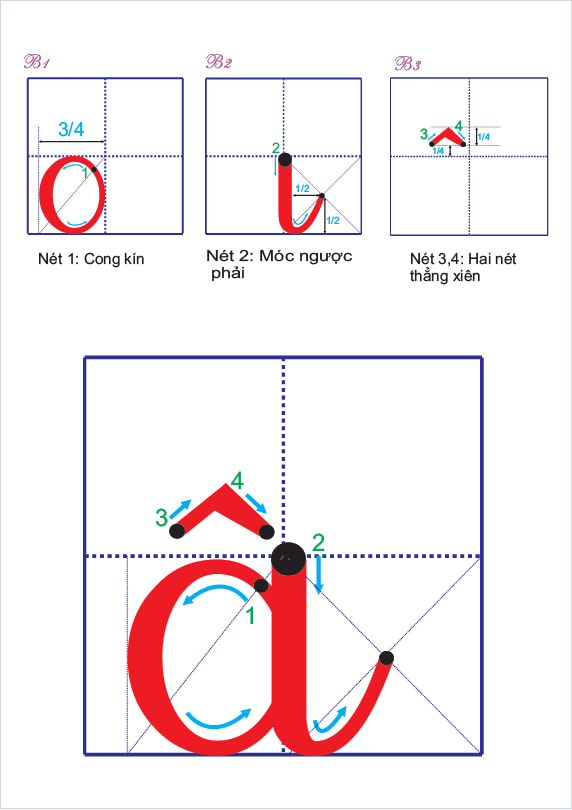 B1 B2 B3
3/4
1
2
1/2
1/2
3 4
1/4
1/4
Nét 1: Cong kín
Nét 2: Móc ngược
phải
Nét 3,4: Hai nét
thẳng xiên
4
3
2
1
â